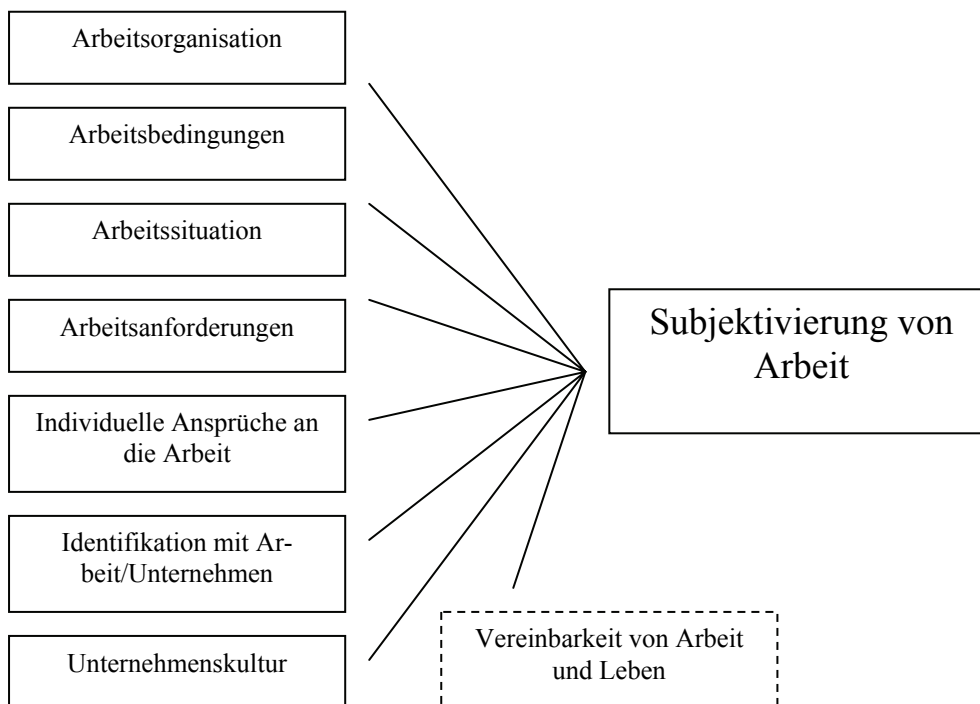 Arbeitsorganisation
Arbeitsbedingungen
Arbeitssituation
Arbeitsanforderungen
Individuelle Ansprüche an
die Arbeit
Identifikation mit Ar-
beit/Unternehmen
Unternehmenskultur
Subjektivierung von
Arbeit
Vereinbarkeit von Arbeit
und Leben